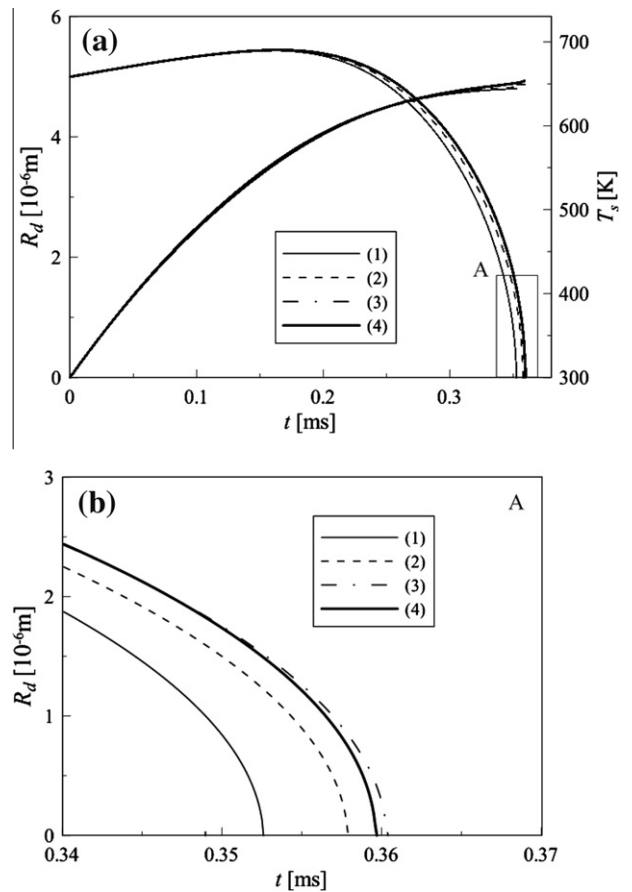 (a)
6
4
2
0
R_d [10⁻⁶m]
700
600
500
400
300
T_s [K]
A
(1)
(2)
(3)
(4)
0 0.1 0.2 0.3
t [ms]
(b)
A
3
2
1
0
R_d [10⁻⁶m]
(1)
(2)
(3)
(4)
0.34 0.35 0.36 0.37
t [ms]